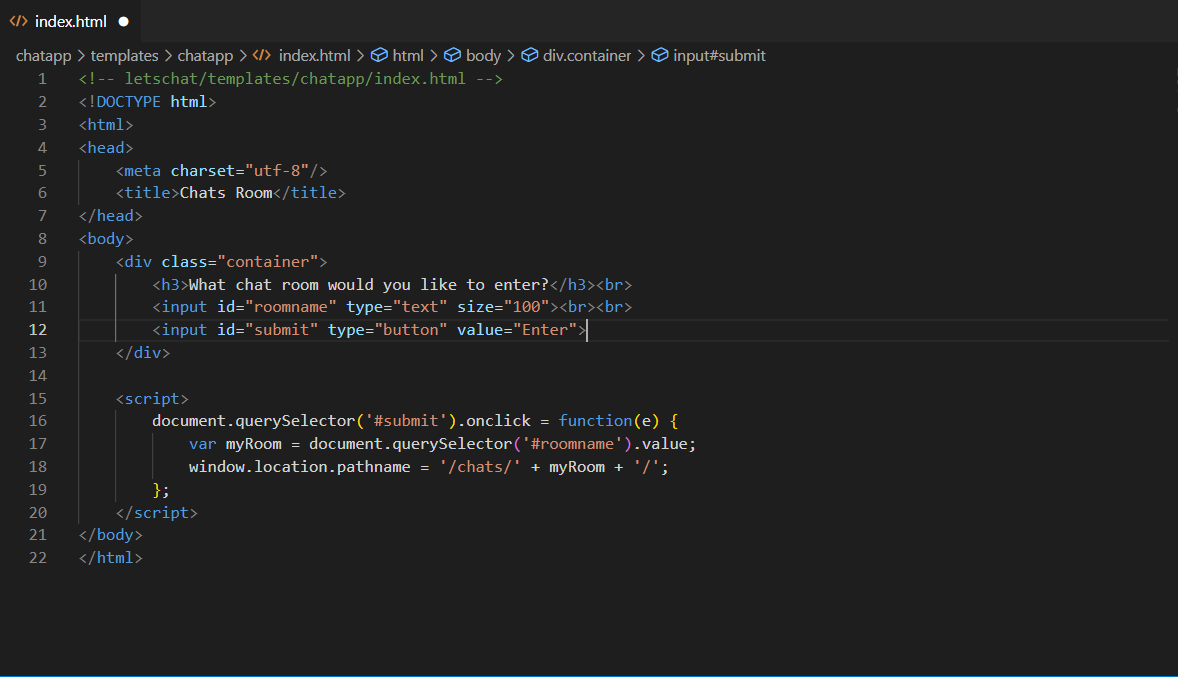 index.html
chatapp > templates > chatapp > index.html > html > body > div.container > input#submit
1 <!-- letschat/templates/chatapp/index.html -->
2 <!DOCTYPE html>
3 <html>
4 <head>
5     <meta charset="utf-8"/>
6     <title>Chats Room</title>
7 </head>
8 <body>
9     <div class="container">
10         <h3>What chat room would you like to enter?</h3><br>
11         <input id="roomname" type="text" size="100"><br><br>
12         <input id="submit" type="button" value="Enter">
13     </div>
14
15     <script>
16         document.querySelector('#submit').onclick = function(e) {
17             var myRoom = document.querySelector('#roomname').value;
18             window.location.pathname = '/chats/' + myRoom + '/';
19         };
20     </script>
21 </body>
22 </html>